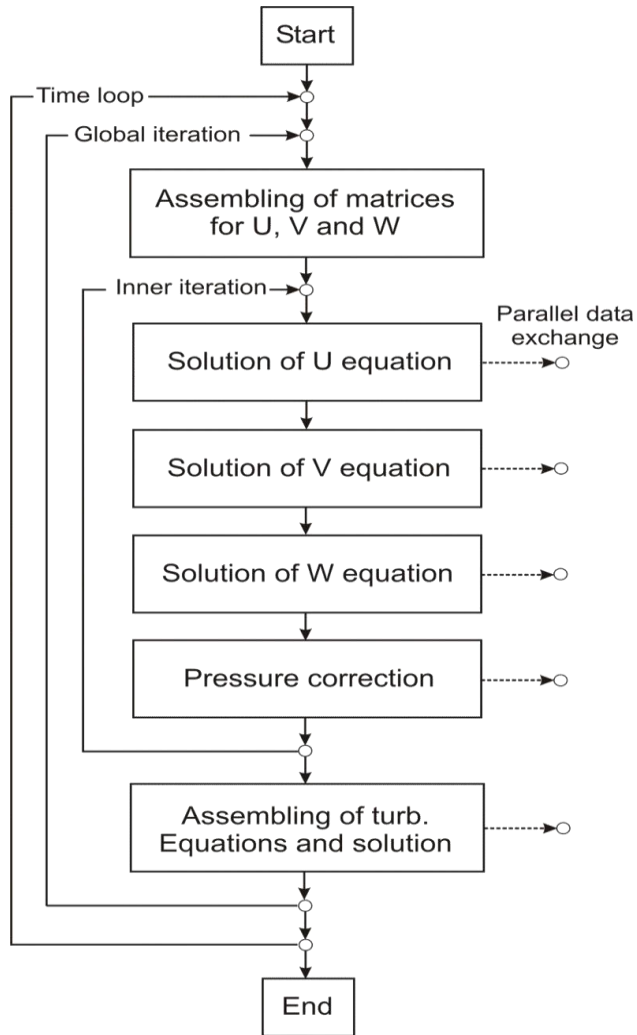 Start
Time loop
Global iteration
Assembling of matrices
for U, V and W
Inner iteration
Parallel data
exchange
Solution of U equation
Solution of V equation
Solution of W equation
Pressure correction
Assembling of turb.
Equations and solution
End